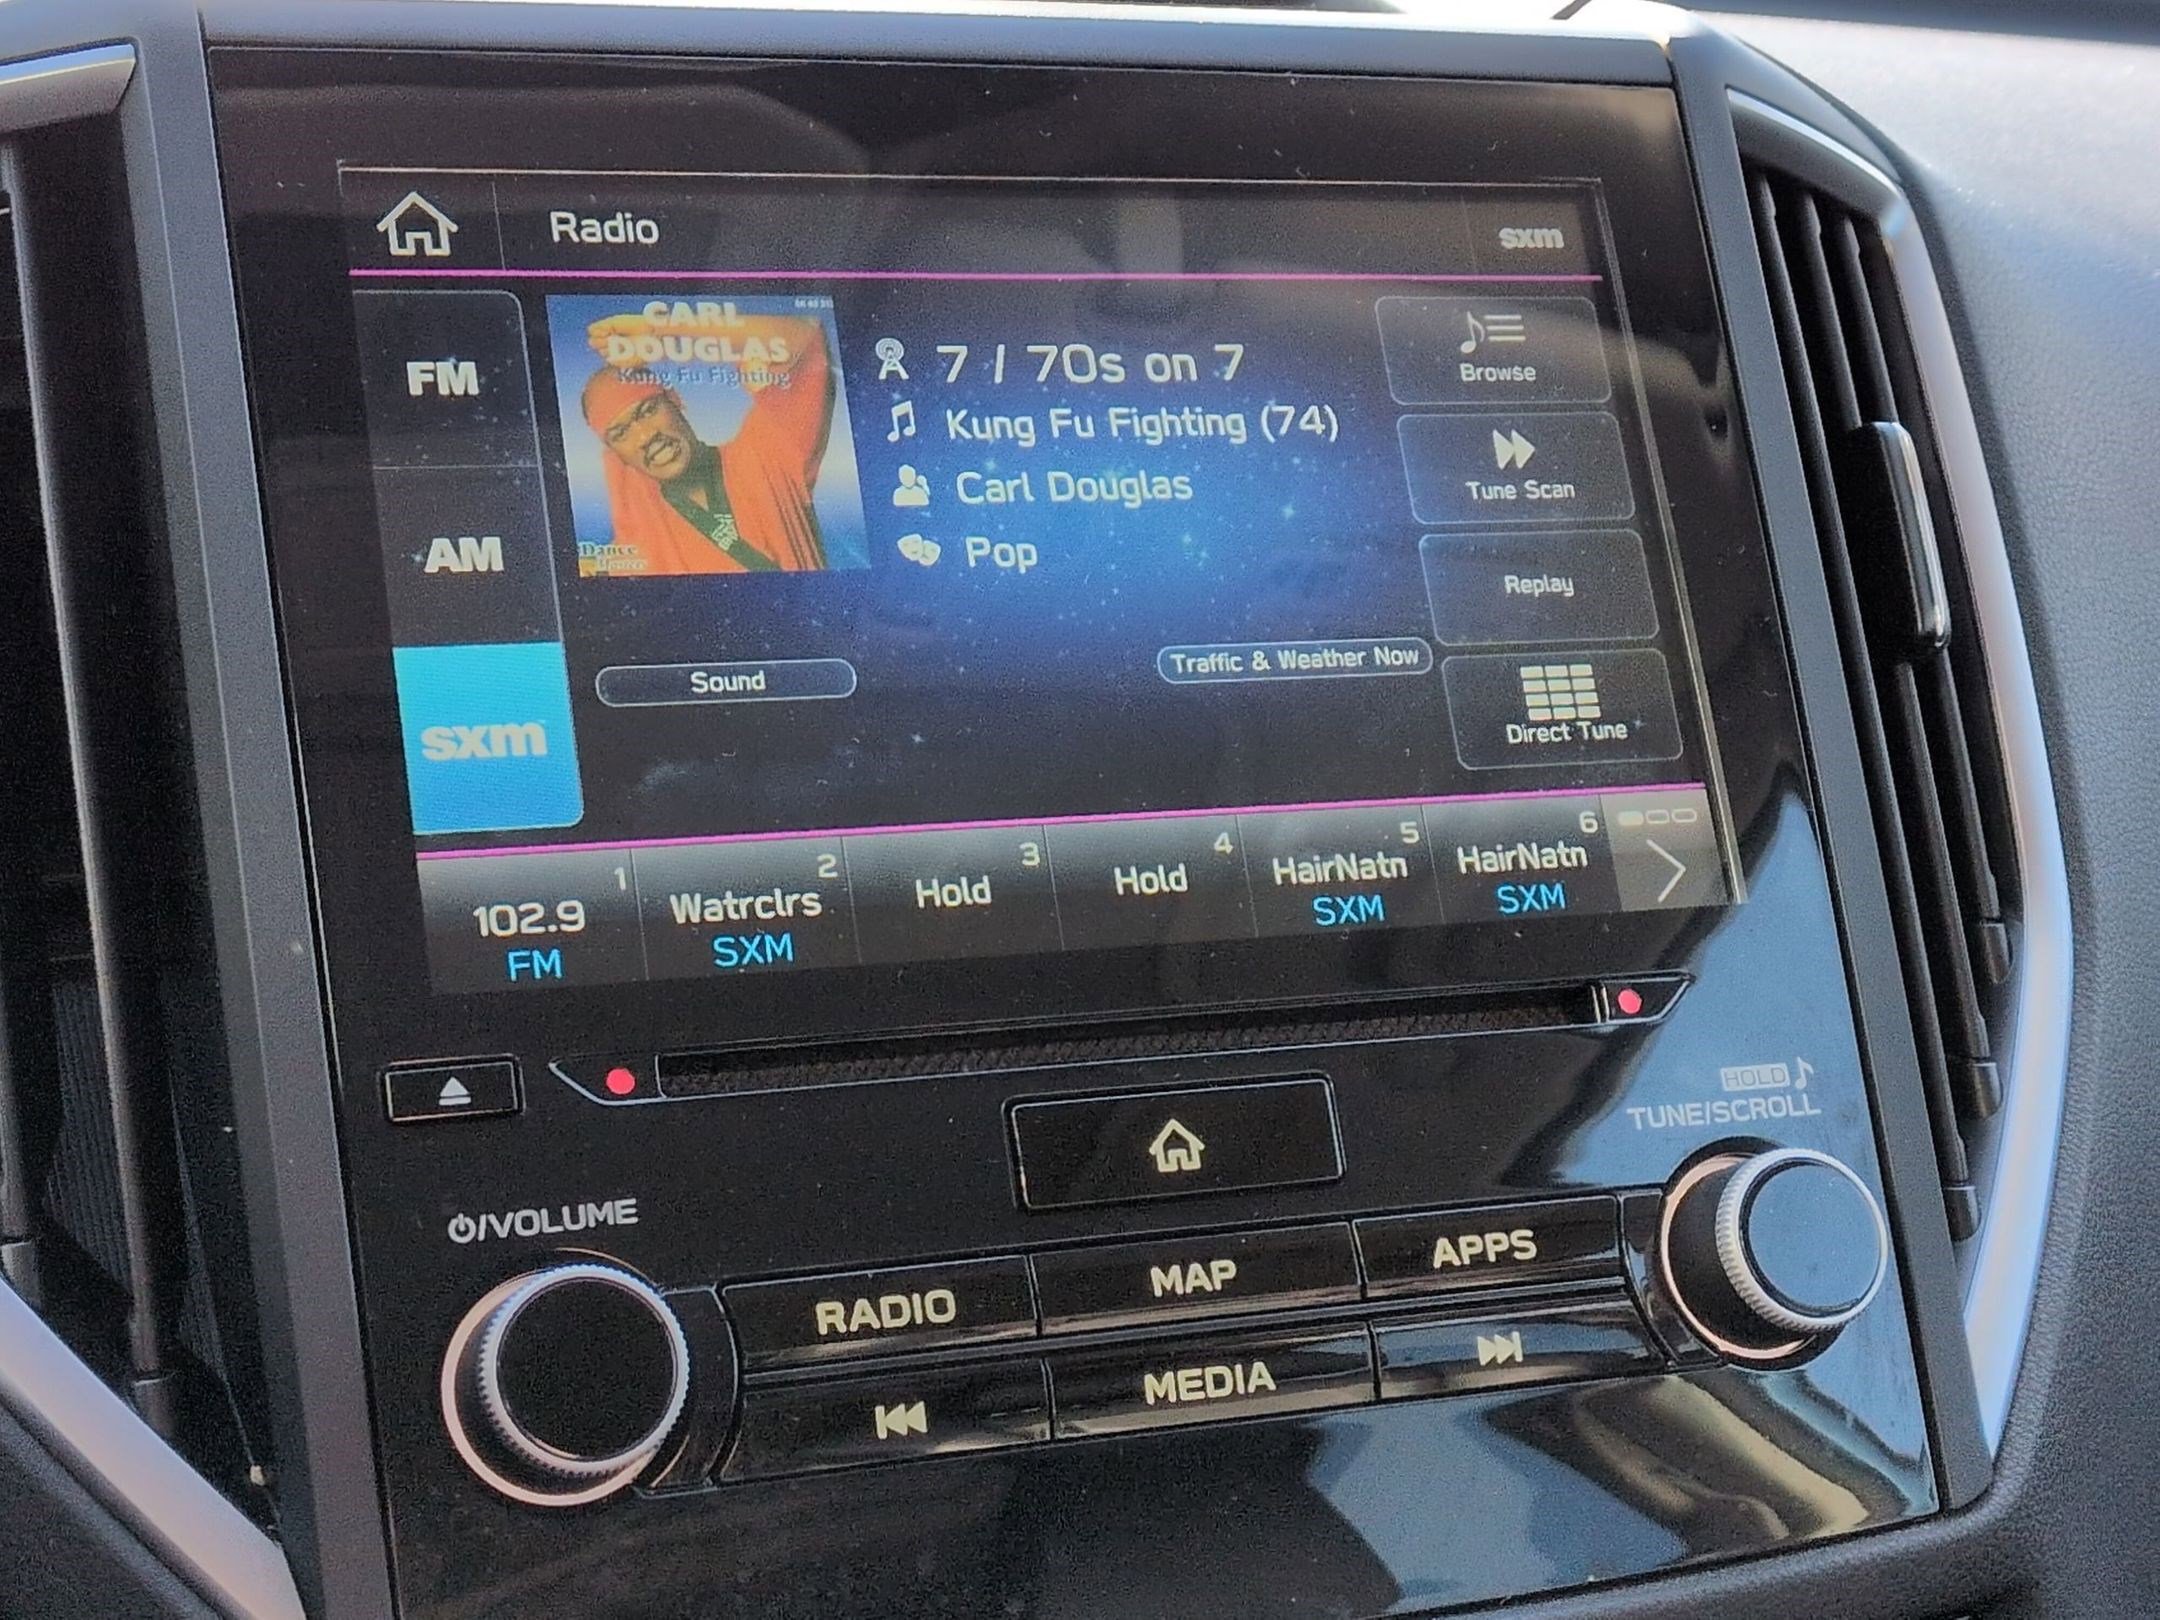 Radio
sxm
FM
AM
sxm
CARL
DOUGLAS
Kung Fu Fighting
Dance
7 / 70s on 7
Kung Fu Fighting (74)
Carl Douglas
Pop
Browse
Tune Scan
Replay
Direct Tune
Sound
Traffic & Weather Now
1
102.9
FM
2
Watrclrs
SXM
3
Hold
4
Hold
5
HairNatn
SXM
6
HairNatn
SXM
HOLD
TUNE/SCROLL
/VOLUME
RADIO
MAP
APPS
MEDIA